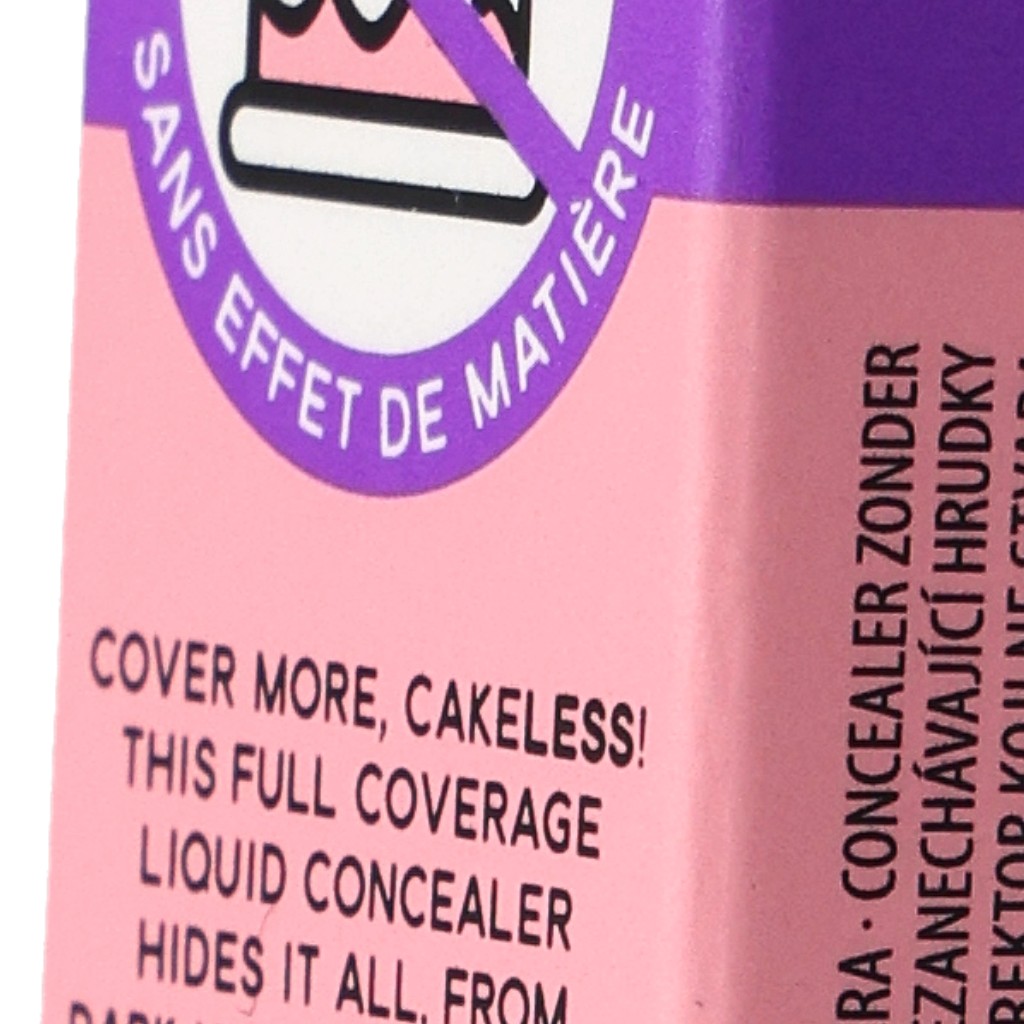 SANS EFFET DE MATIÈRE
COVER MORE, CAKELESS!
THIS FULL COVERAGE
LIQUID CONCEALER
HIDES IT ALL, FROM
RA · CONCEALER ZONDER
EZANECHÁVAJÍCÍ HRUDKY